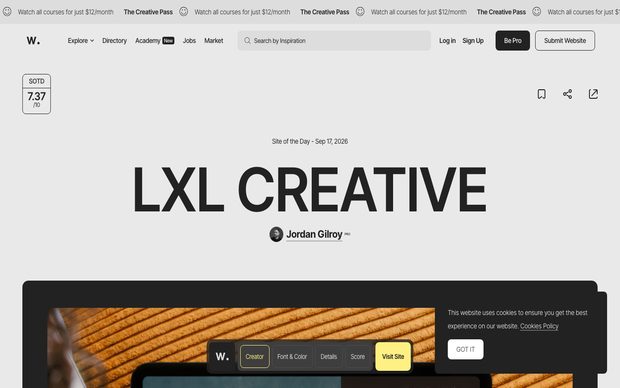 Watch all courses for just $12/month The Creative Pass Watch all courses for just $12/month The Creative Pass Watch all courses for just $12/month The Creative Pass Watch all courses for just $1
W. Explore Directory Academy New Jobs Market Search by Inspiration Log in Sign Up Be Pro Submit Website
SOTD
7.37
/10
Site of the Day - Sep 17, 2026
LXL CREATIVE
Jordan Gilroy PRO
This website uses cookies to ensure you get the best
experience on our website. Cookies Policy
GOT IT
W. Creator Font & Color Details Score Visit Site